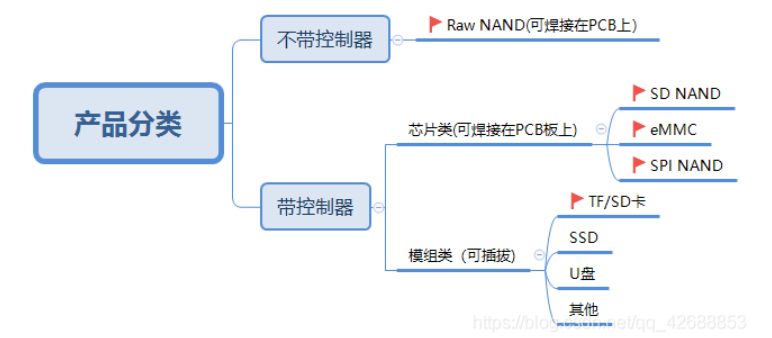 产品分类
不带控制器
Raw NAND(可焊接在PCB上)
带控制器
芯片类(可焊接在PCB板上)
SD NAND
eMMC
SPI NAND
模组类（可插拔)
TF/SD卡
SSD
U盘
其他
https://blog.csdn.net/qq_42688853